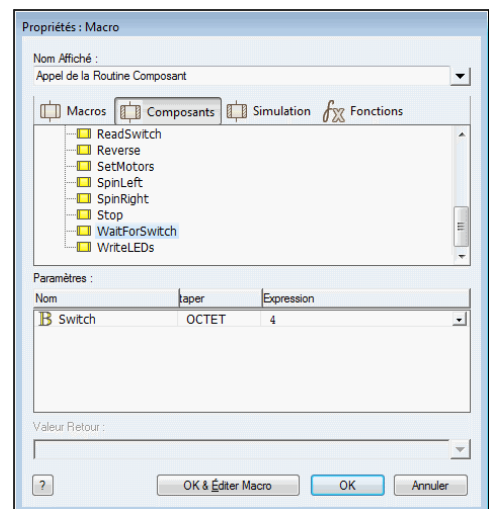 Propriétés : Macro
Nom Affiché :
Appel de la Routine Composant
Macros Composants Simulation fx Fonctions
ReadSwitch
Reverse
SetMotors
SpinLeft
SpinRight
Stop
WaitForSwitch
WriteLEDs
Paramètres :
Nom taper Expression
B Switch OCTET 4
Valeur Retour :
? OK & Éditer Macro OK Annuler